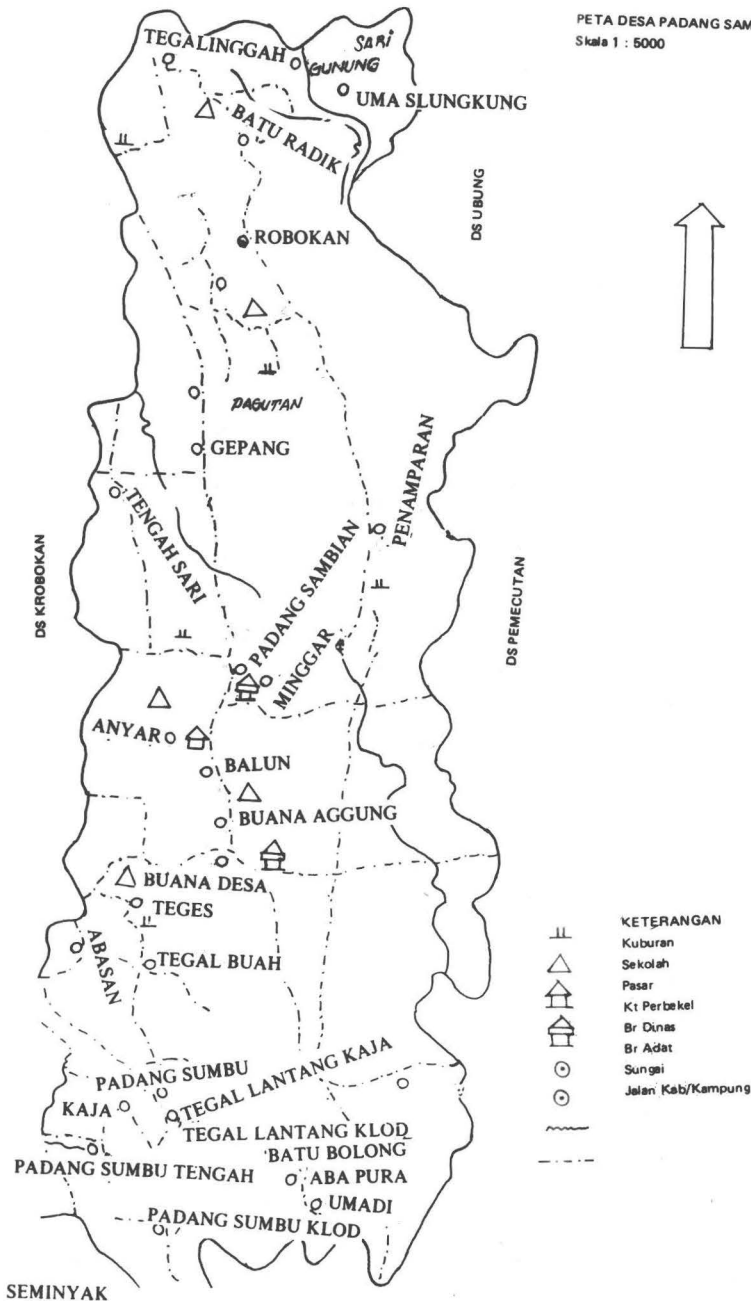 PETA DESA PADANG SAM
Skala 1 : 5000
SARI
GUNUNG
TEGALINGGAH
UMA SLUNGKUNG
BATU RADIK
DS UBUNG
ROBOKAN
PAGUTAN
GEPANG
TENGAH SARI
PENAMPARAN
PADANG SAMBIAN
MINGGAR
DS KROBOKAN
DS PEMECUTAN
ANYAR
BALUN
BUANA AGGUNG
BUANA DESA
TEGES
ABASAN
TEGAL BUAH
PADANG SUMBU
KAJA
TEGAL LANTANG KAJA
TEGAL LANTANG KLOD
BATU BOLONG
PADANG SUMBU TENGAH
ABA PURA
UMADI
PADANG SUMBU KLOD
SEMINYAK
KETERANGAN
Kuburan
Sekolah
Pasar
Kt Perbekel
Br Dinas
Br Adat
Sungai
Jalan Kab/Kampung